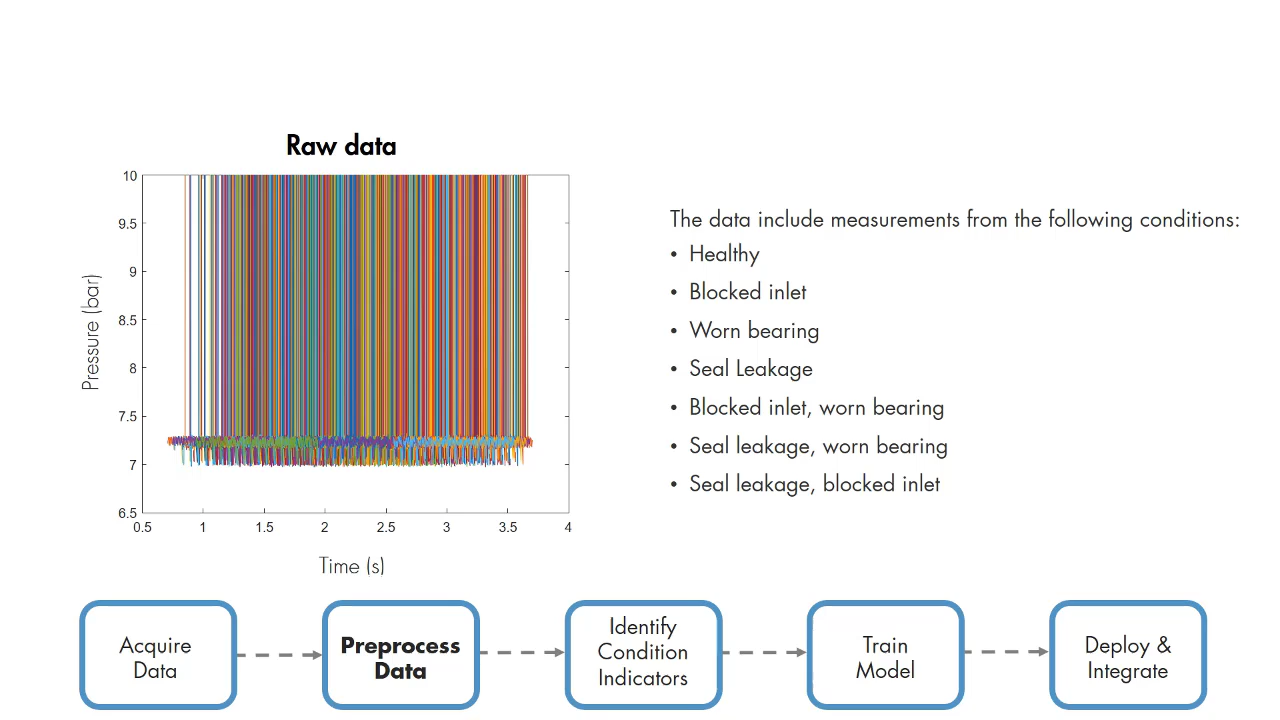 Raw data
10
9.5
9
8.5
8
7.5
7
6.5
Pressure (bar)
0.5 1 1.5 2 2.5 3 3.5 4
Time (s)
The data include measurements from the following conditions:
• Healthy
• Blocked inlet
• Worn bearing
• Seal Leakage
• Blocked inlet, worn bearing
• Seal leakage, worn bearing
• Seal leakage, blocked inlet
Acquire
Data
Preprocess
Data
Identify
Condition
Indicators
Train
Model
Deploy &
Integrate